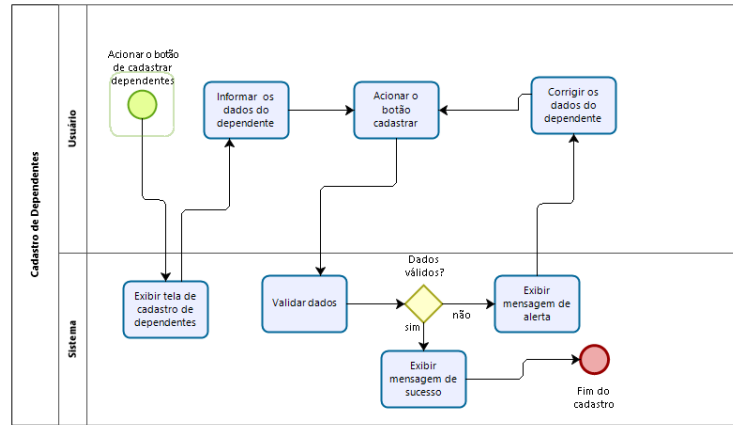 Cadastro de Dependentes
Usuário
Acionar o botão
de cadastrar
dependentes
Informar os
dados do
dependente
Acionar o
botão
cadastrar
Corrigir os
dados do
dependente
Sistema
Exibir tela de
cadastro de
dependentes
Validar dados
Dados
válidos?
não
sim
Exibir
mensagem de
alerta
Exibir
mensagem de
sucesso
Fim do
cadastro